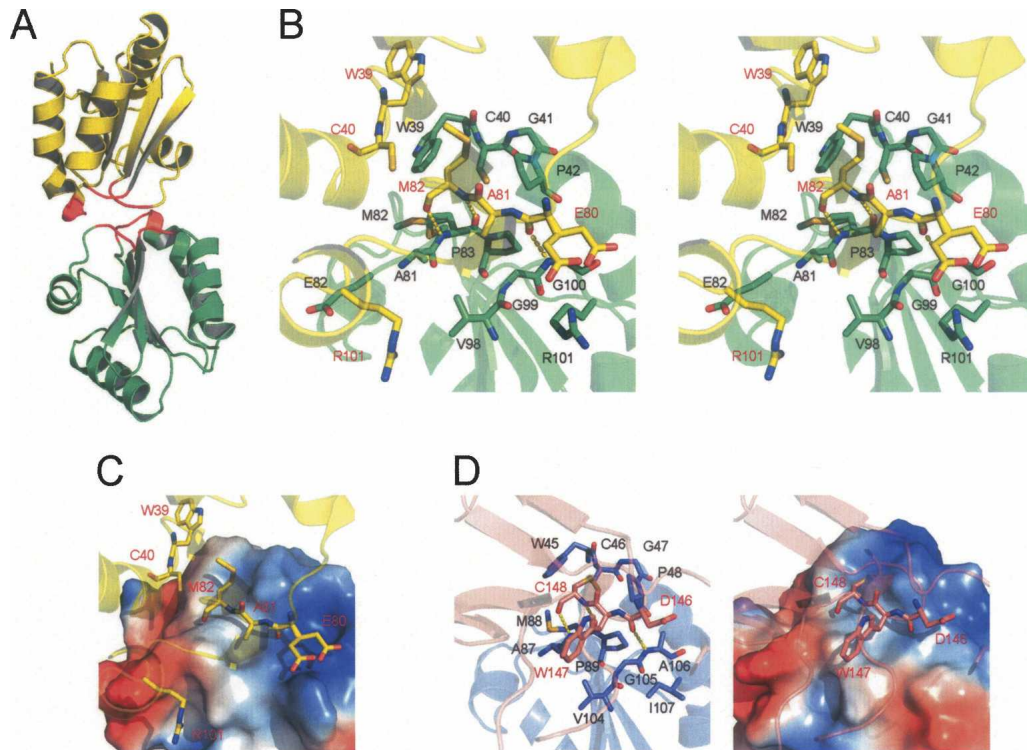 A
B
W39
C40
W39
C40
G41
P42
M82
A81
E80
M82
P83
A81
E82
G100
G99
V98
R101
R101
W39
C40
W39
C40
G41
P42
M82
A81
E80
M82
P83
A81
E82
G100
G99
V98
R101
R101
C
W39
C40
M82
A81
E80
R101
D
W45
C46
G47
P48
C148
D146
M88
A87
P89
W147
A106
G105
I107
V104
C148
D146
W147